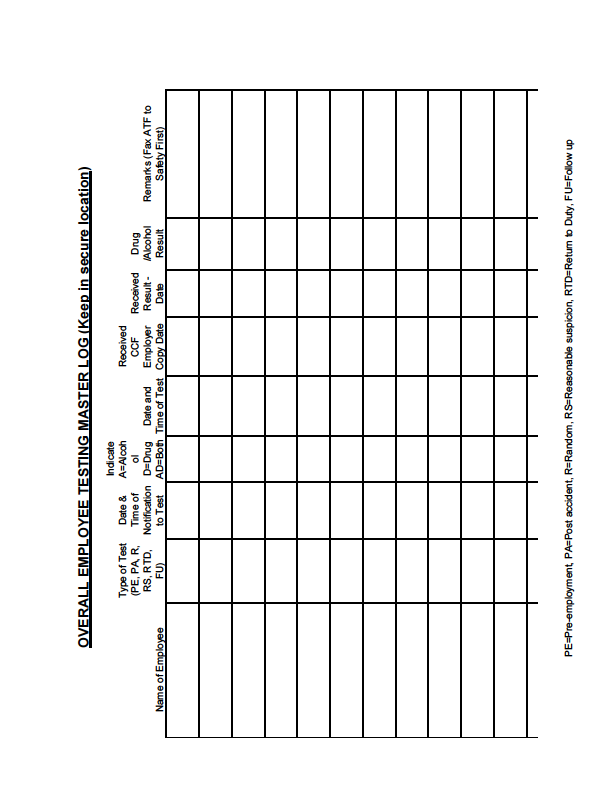 OVERALL EMPLOYEE TESTING MASTER LOG (Keep in secure location)
Name of Employee
Type of Test
(PE, PA, R,
RS, RTD,
FU)
Date &
Time of
Notification
to Test
Indicate
A=Alcoh
ol
D=Drug
AD=Both
Date and
Time of Test
Received
CCF
Employer
Copy Date
Received
Result -
Date
Drug
/Alcohol
Result
Remarks (Fax ATF to
Safety First)
PE=Pre-employment, PA=Post accident, R=Random, RS=Reasonable suspicion, RTD=Return to Duty, FU=Follow up